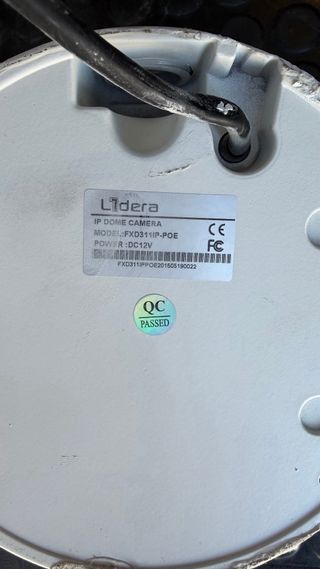 Lidera
IP DOME CAMERA
MODEL:FXD311IP-POE
POWER :DC12V
CE
FC
FXD311IPPOE201505190022
QC
PASSED